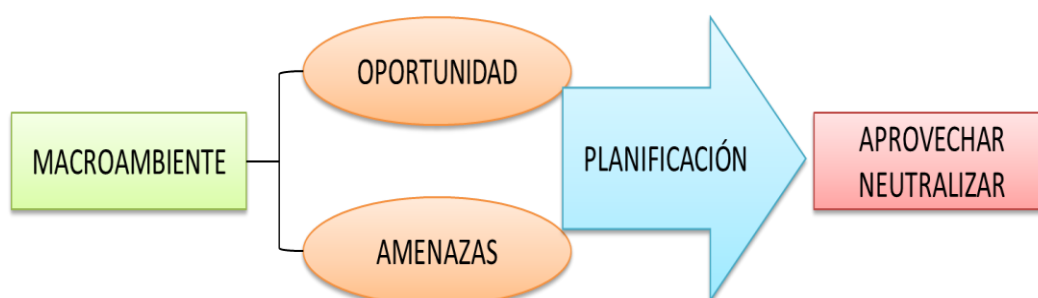 MACROAMBIENTE
OPORTUNIDAD
AMENAZAS
PLANIFICACIÓN
APROVECHAR
NEUTRALIZAR